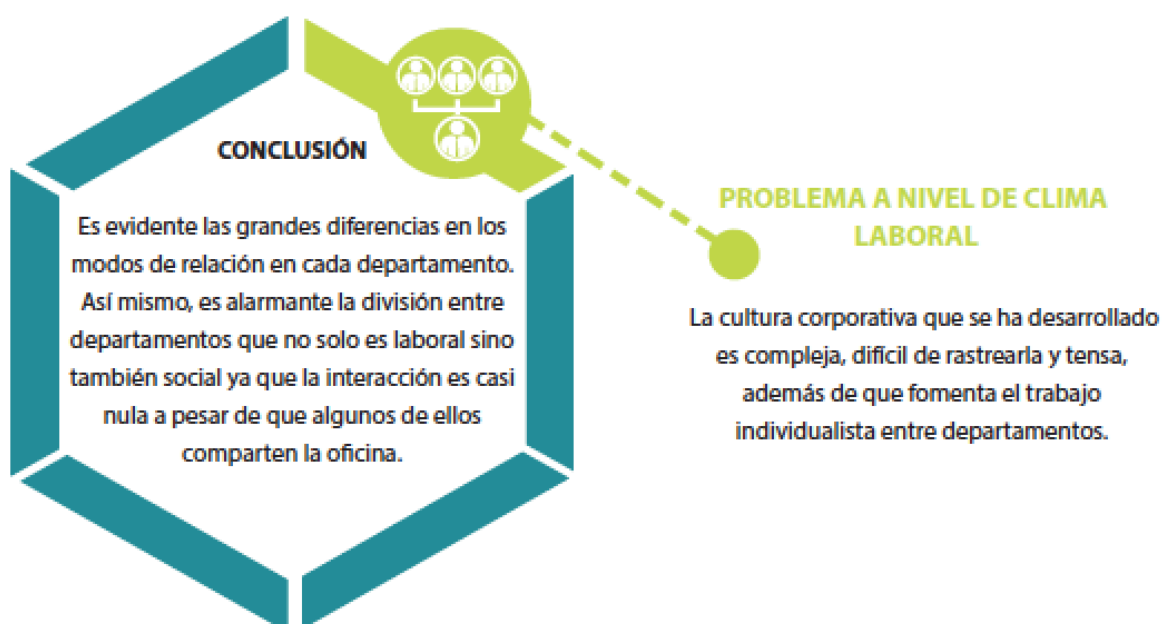 CONCLUSIÓN
Es evidente las grandes diferencias en los
modos de relación en cada departamento.
Así mismo, es alarmante la división entre
departamentos que no solo es laboral sino
también social ya que la interacción es casi
nula a pesar de que algunos de ellos
comparten la oficina.
PROBLEMA A NIVEL DE CLIMA
LABORAL
La cultura corporativa que se ha desarrollado
es compleja, difícil de rastrearla y tensa,
además de que fomenta el trabajo
individualista entre departamentos.